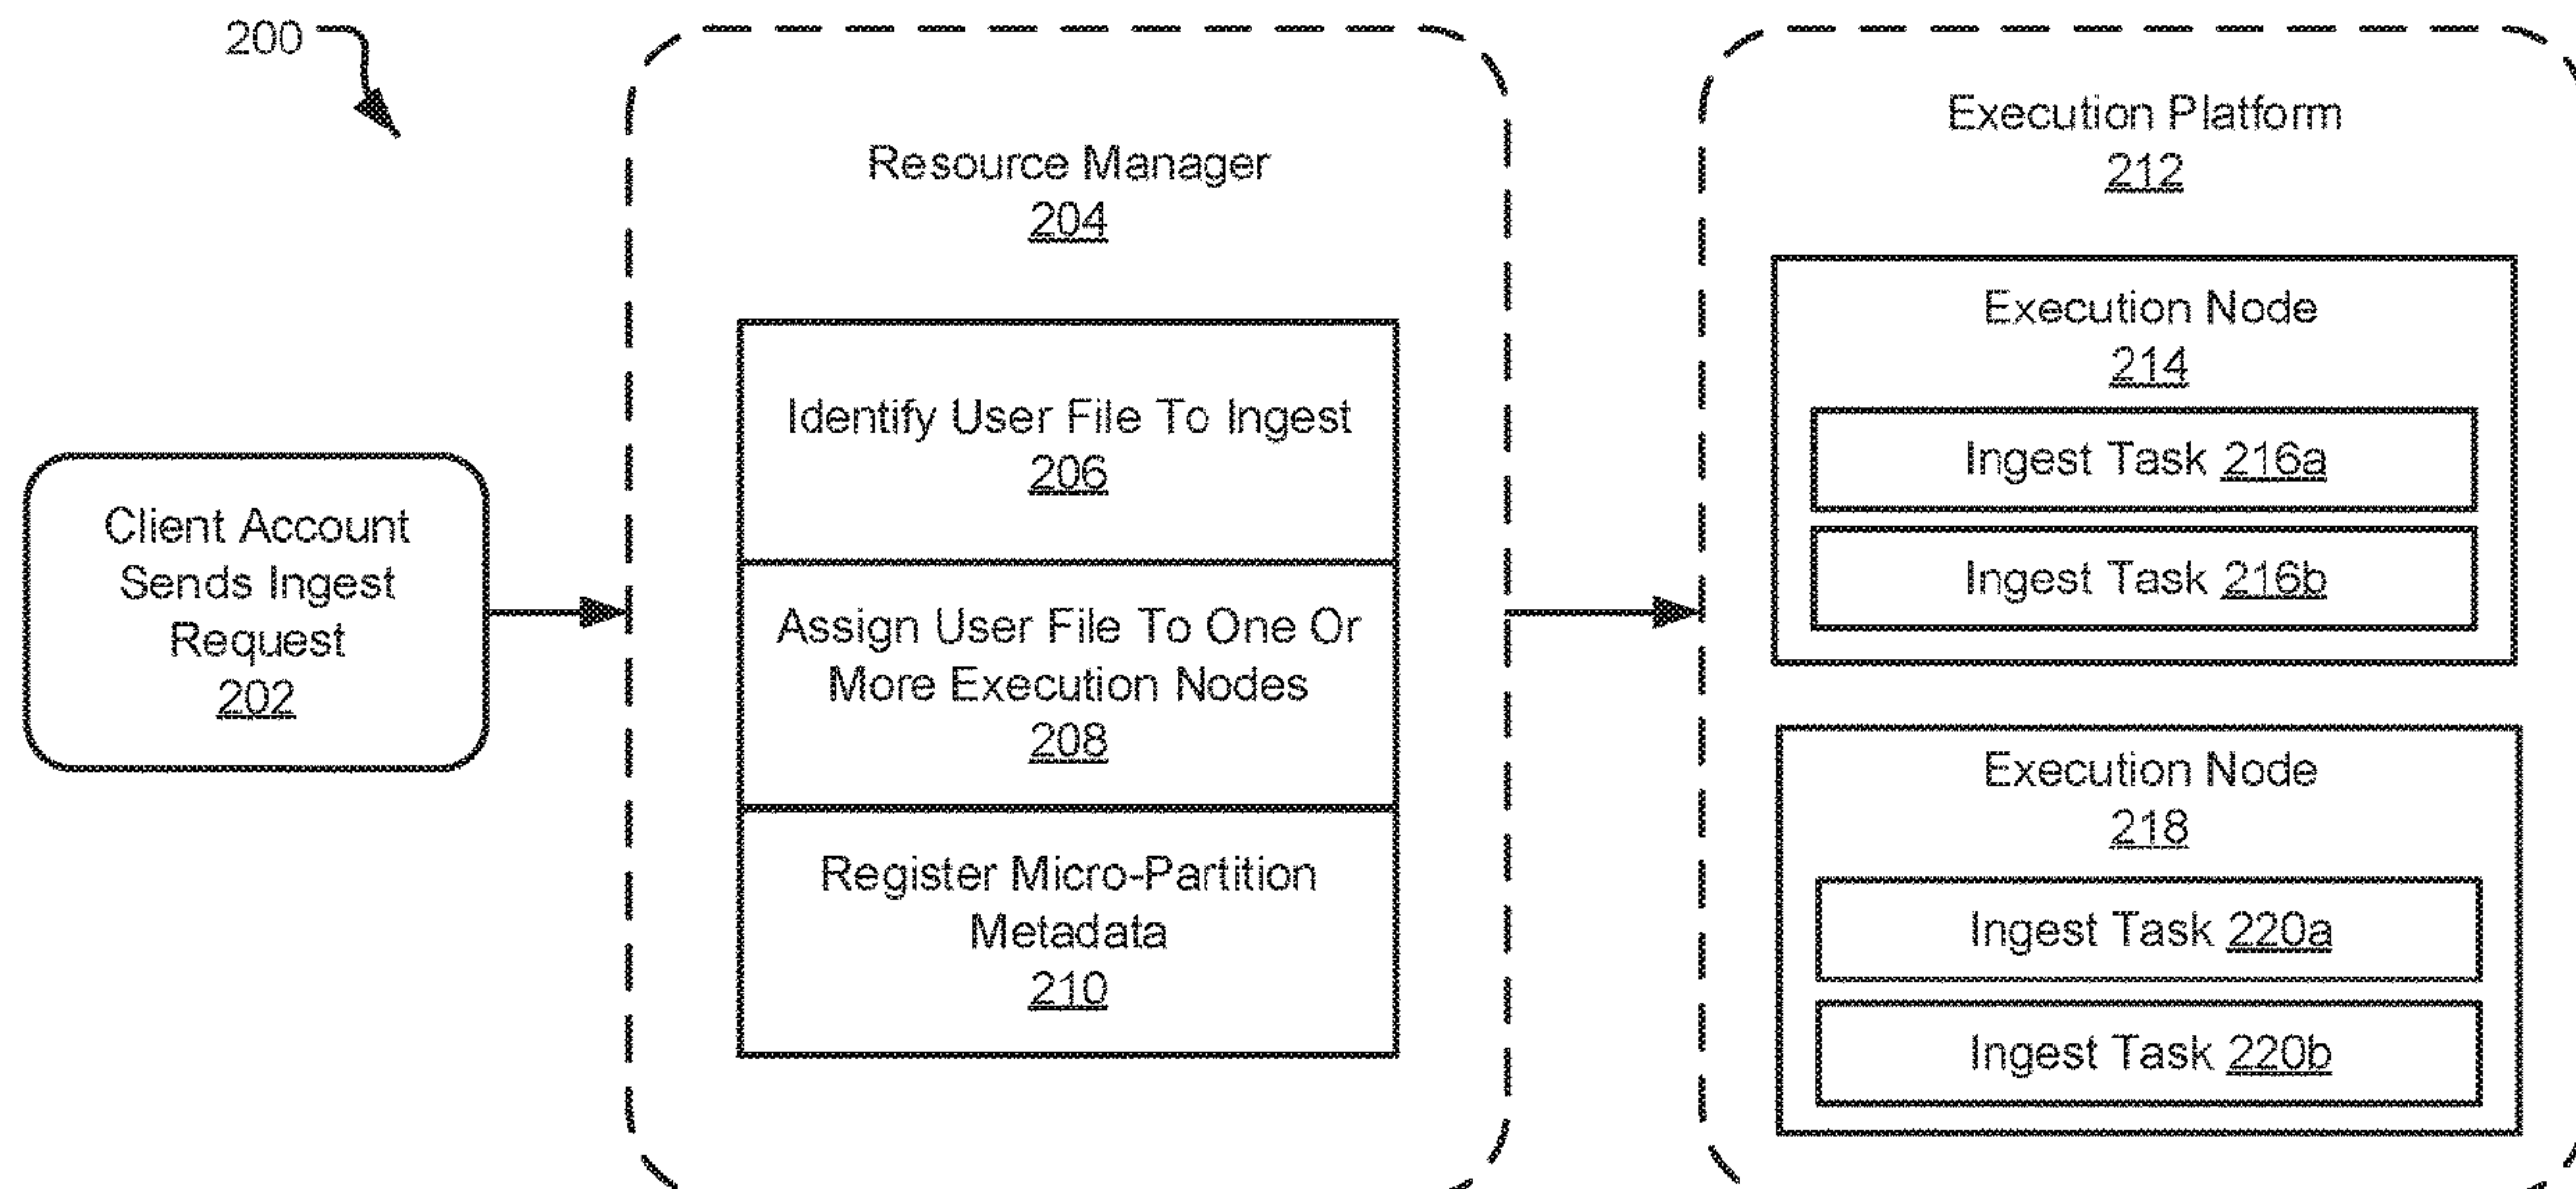 200
Client Account
Sends Ingest
Request
202
Resource Manager
204
Identify User File To Ingest
206
Assign User File To One Or
More Execution Nodes
208
Register Micro-Partition
Metadata
210
Execution Platform
212
Execution Node
214
Ingest Task 216a
Ingest Task 216b
Execution Node
218
Ingest Task 220a
Ingest Task 220b